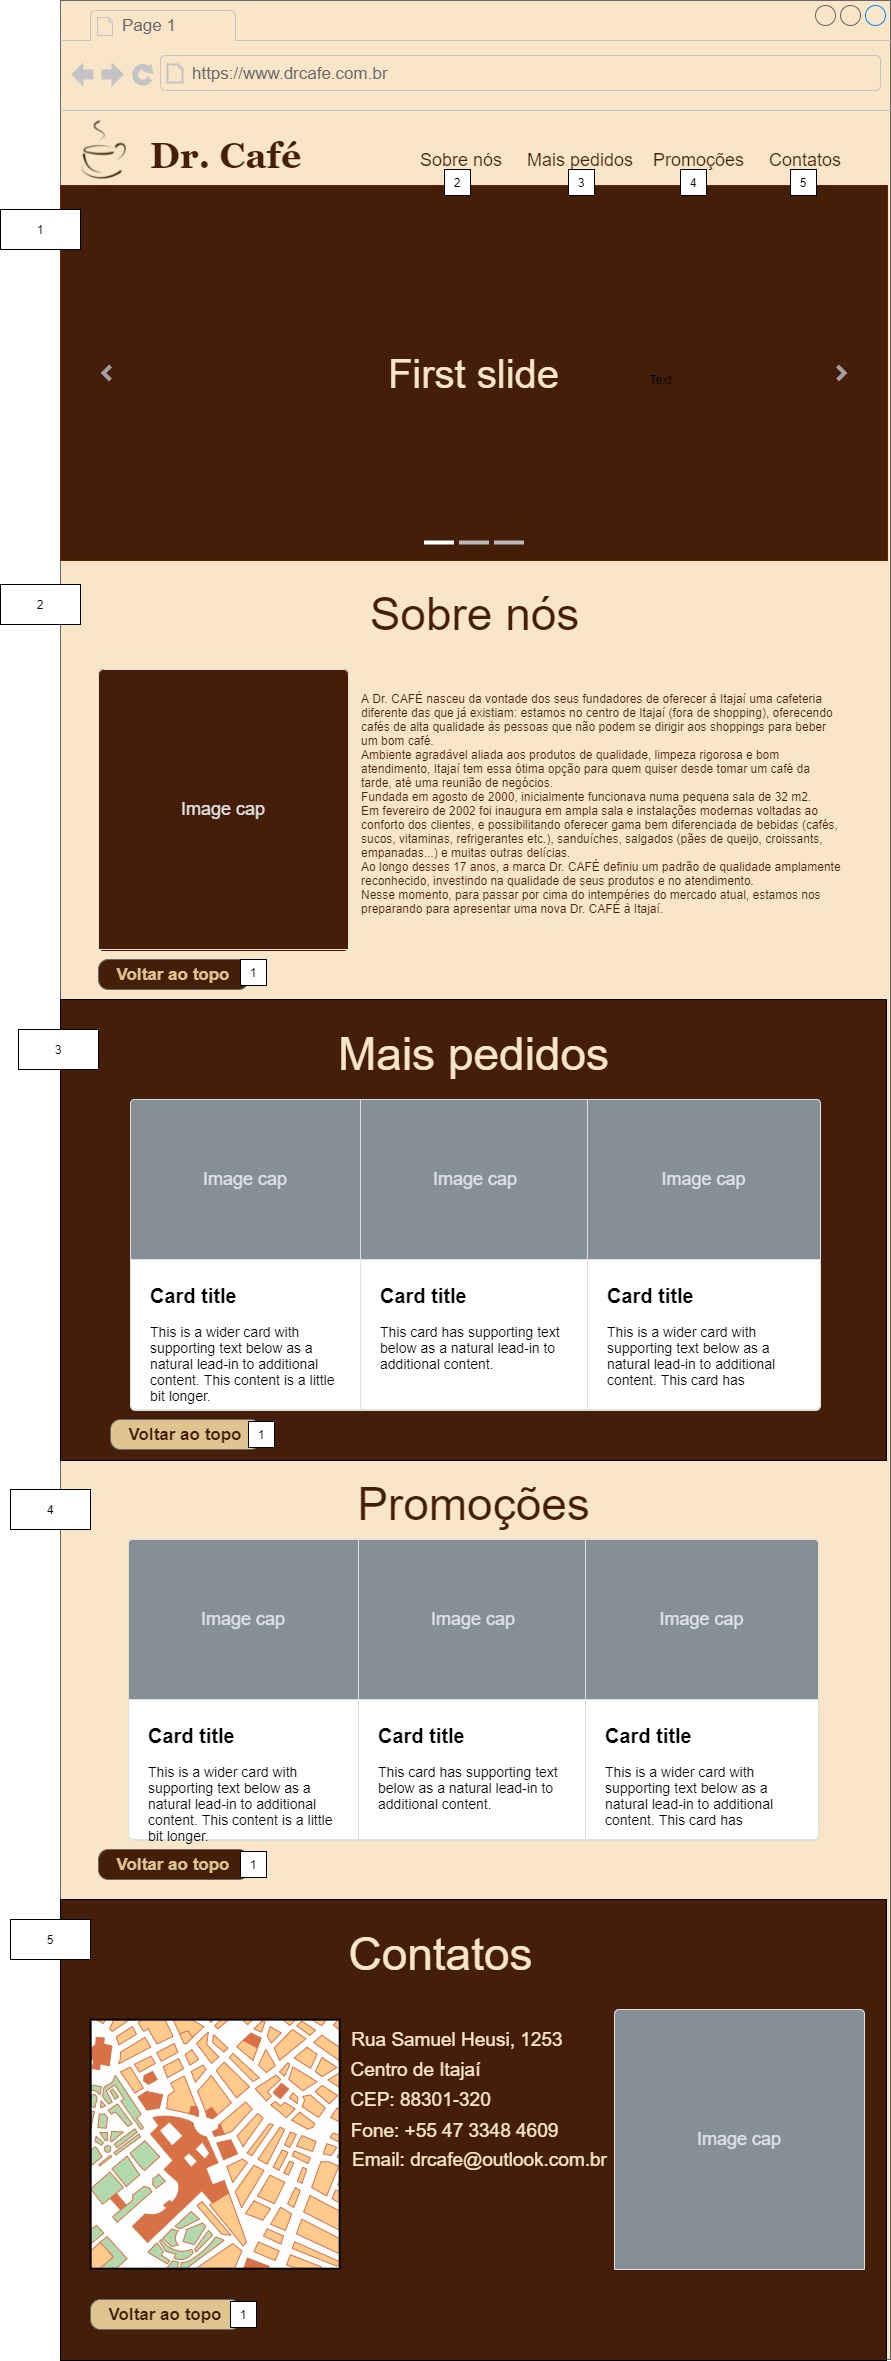 Page 1
https://www.drcafe.com.br
Dr. Café
Sobre nós
Mais pedidos
Promoções
Contatos
2
3
4
5
1
First slide
Text
2
Sobre nós
Image cap
A Dr. CAFÉ nasceu da vontade dos seus fundadores de oferecer à Itajaí uma cafeteria
diferente das que já existiam: estamos no centro de Itajaí (fora de shopping), oferecendo
cafés de alta qualidade às pessoas que não podem se dirigir aos shoppings para beber
um bom café.
Ambiente agradável aliada aos produtos de qualidade, limpeza rigorosa e bom
atendimento, Itajaí tem essa ótima opção para quem quiser desde tomar um café da
tarde, até uma reunião de negócios.
Fundada em agosto de 2000, inicialmente funcionava numa pequena sala de 32 m2.
Em fevereiro de 2002 foi inaugura em ampla sala e instalações modernas voltadas ao
conforto dos clientes, e possibilitando oferecer gama bem diferenciada de bebidas (cafés,
sucos, vitaminas, refrigerantes etc.), sanduíches, salgados (pães de queijo, croissants,
empanadas...) e muitas outras delícias.
Ao longo desses 17 anos, a marca Dr. CAFÉ definiu um padrão de qualidade amplamente
reconhecido, investindo na qualidade de seus produtos e no atendimento.
Nesse momento, para passar por cima do intempéries do mercado atual, estamos nos
preparando para apresentar uma nova Dr. CAFÉ à Itajaí.
Voltar ao topo
1
3
Mais pedidos
Image cap
Image cap
Image cap
Card title
This is a wider card with
supporting text below as a
natural lead-in to additional
content. This content is a little
bit longer.
Card title
This card has supporting text
below as a natural lead-in to
additional content.
Card title
This is a wider card with
supporting text below as a
natural lead-in to additional
content. This card has
Voltar ao topo
1
4
Promoções
Image cap
Image cap
Image cap
Card title
This is a wider card with
supporting text below as a
natural lead-in to additional
content. This content is a little
bit longer.
Card title
This card has supporting text
below as a natural lead-in to
additional content.
Card title
This is a wider card with
supporting text below as a
natural lead-in to additional
content. This card has
Voltar ao topo
1
5
Contatos
Rua Samuel Heusi, 1253
Centro de Itajaí
CEP: 88301-320
Fone: +55 47 3348 4609
Email: drcafe@outlook.com.br
Image cap
Voltar ao topo
1